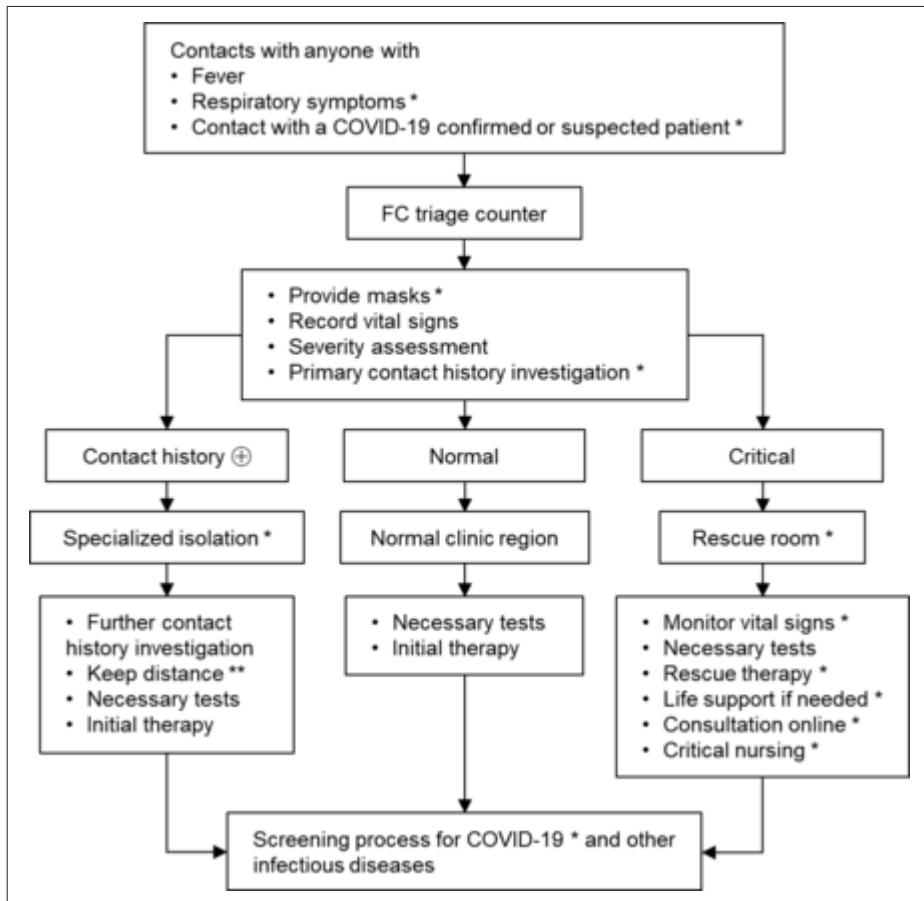 Contacts with anyone with
• Fever
• Respiratory symptoms *
• Contact with a COVID-19 confirmed or suspected patient *
FC triage counter
• Provide masks *
• Record vital signs
• Severity assessment
• Primary contact history investigation *
Contact history ⊕
Normal
Critical
Specialized isolation *
Normal clinic region
Rescue room *
• Further contact
history investigation
• Keep distance **
• Necessary tests
• Initial therapy
• Necessary tests
• Initial therapy
• Monitor vital signs *
• Necessary tests
• Rescue therapy *
• Life support if needed *
• Consultation online *
• Critical nursing *
Screening process for COVID-19 * and other
infectious diseases